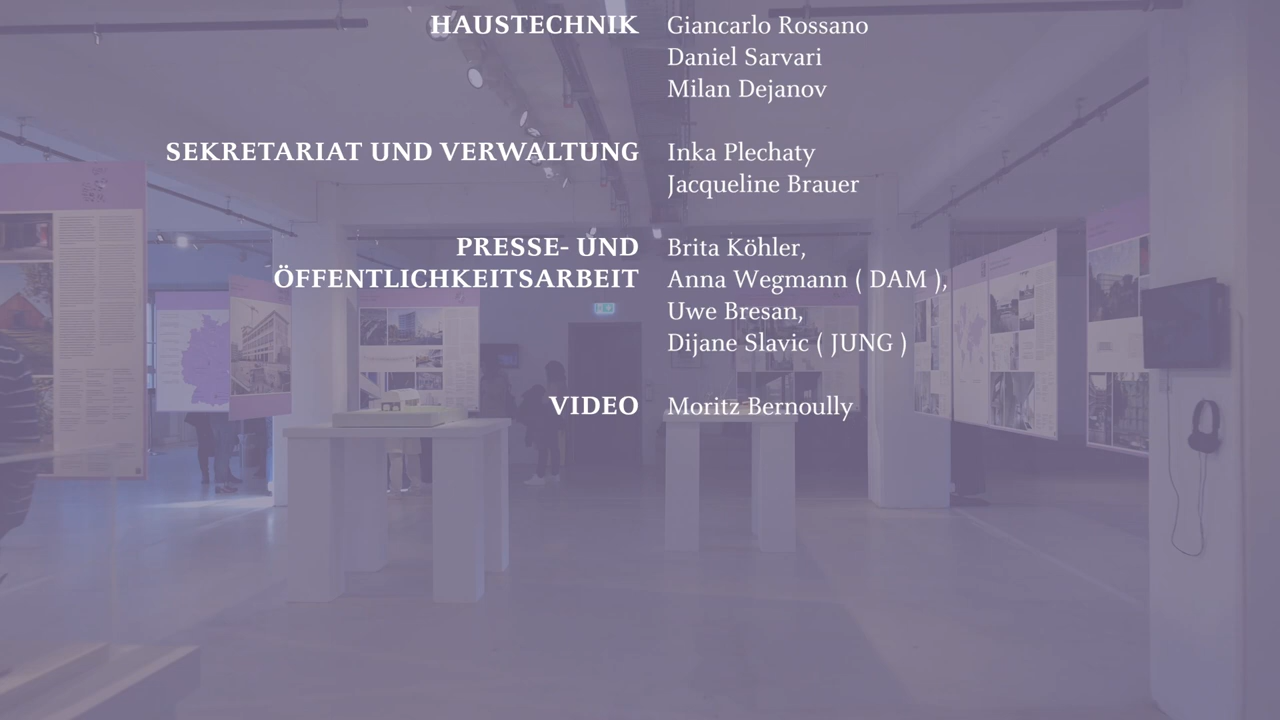 HAUSTECHNIK Giancarlo Rossano
Daniel Sarvari
Milan Dejanov
SEKRETARIAT UND VERWALTUNG Inka Plechaty
Jacqueline Brauer
PRESSE- UND Brita Köhler,
ÖFFENTLICHKEITSARBEIT Anna Wegmann ( DAM ),
Uwe Bresan,
Dijane Slavic ( JUNG )
VIDEO Moritz Bernoully